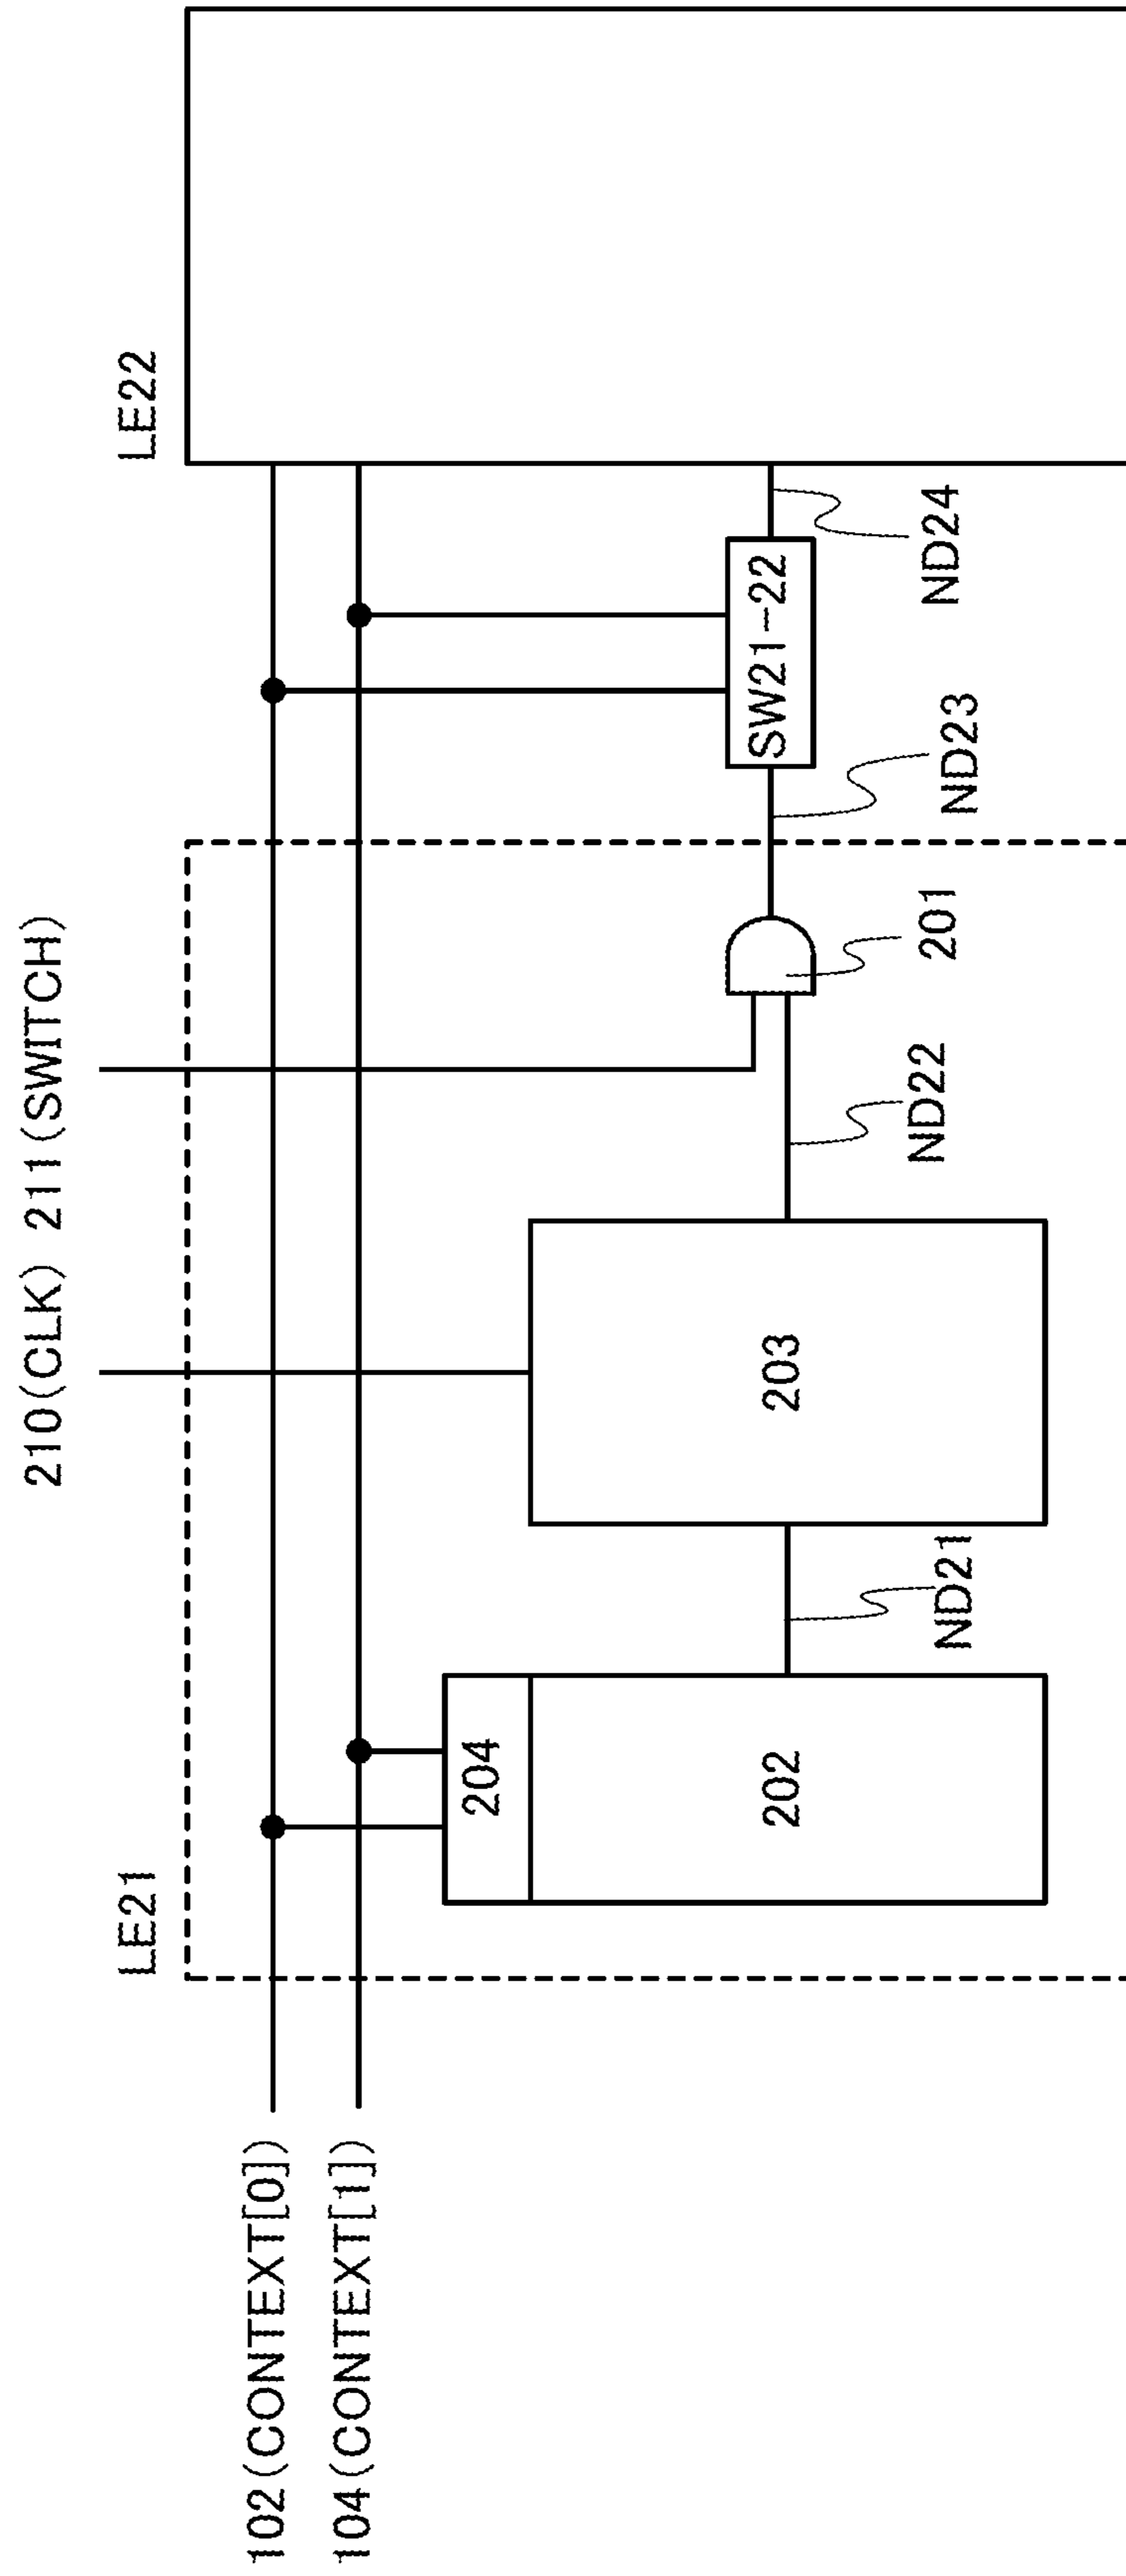 210(CLK) 211(SWITCH)
LE21
LE22
102(CONTEXT[0])
104(CONTEXT[1])
204
202
203
SW21-22
ND21
ND22
201
ND23
ND24